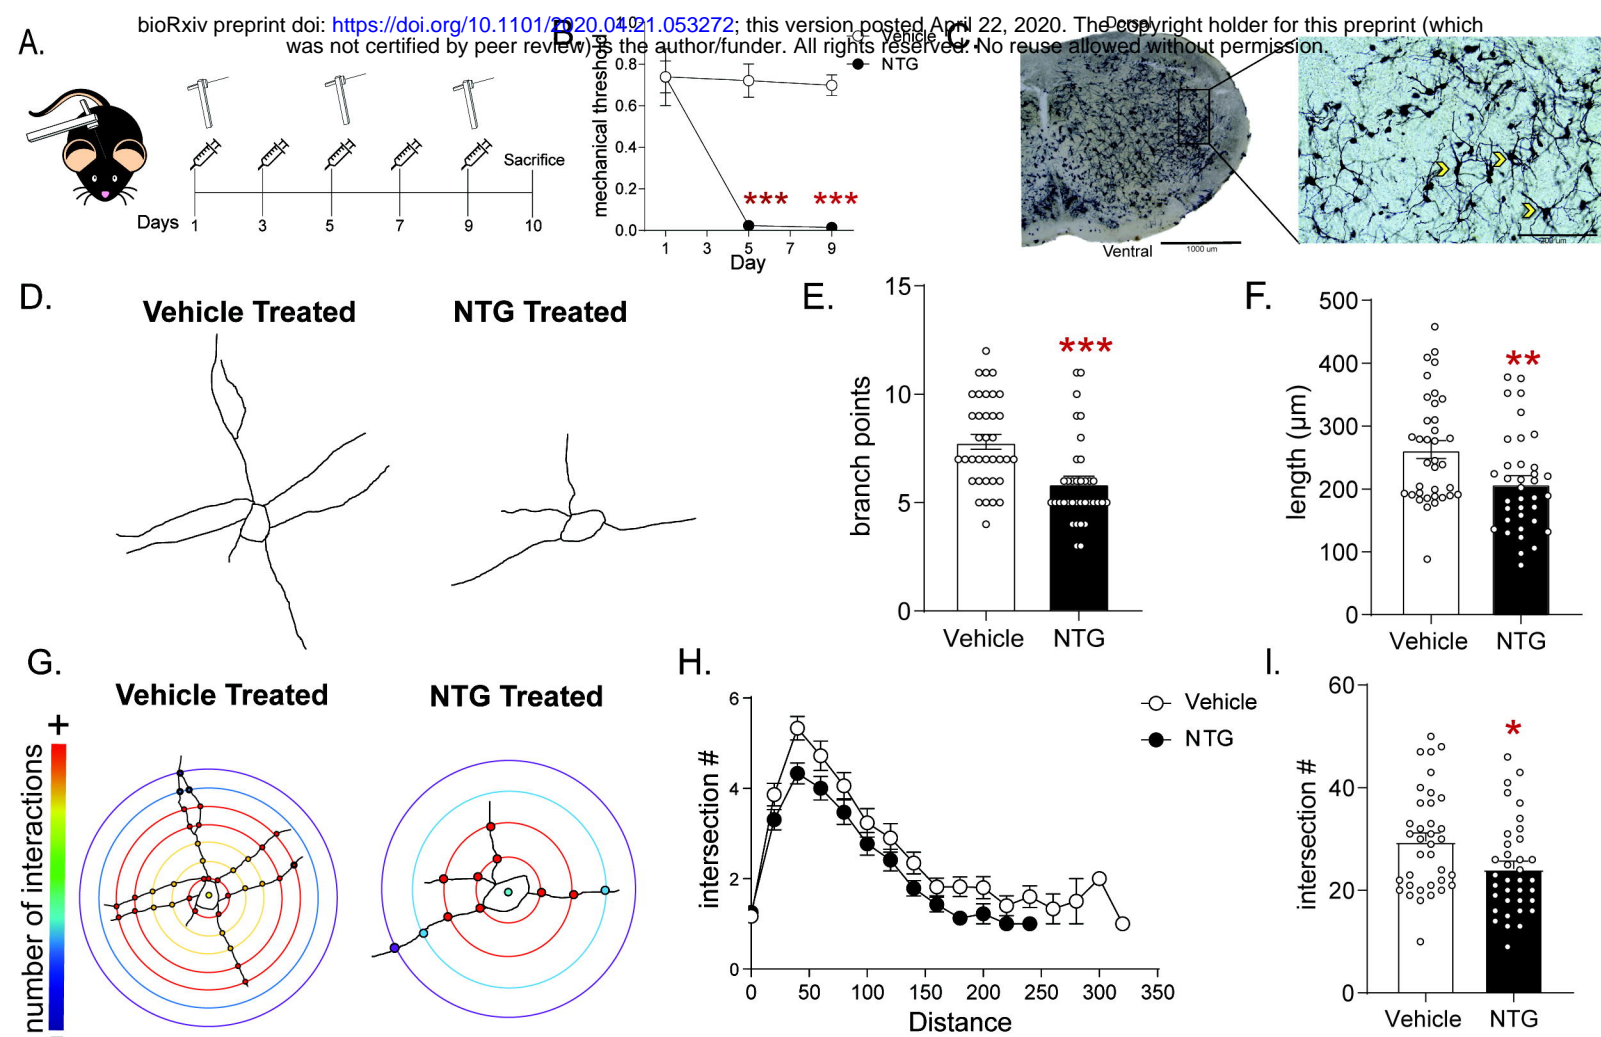 bioRxiv preprint doi: https://doi.org/10.1101/2020.04.21.053272; this version posted April 22, 2020. The copyright holder for this preprint (which
was not certified by peer review) is the author/funder. All rights reserved. No reuse allowed without permission.
A.
Sacrifice
Days 1 3 5 7 9 10
B.
mechanical threshold
1.0
0.8
0.6
0.4
0.2
0.0
Vehicle
NTG
*** ***
1 3 5 7 9
Day
C.
Dorsal
Ventral
1000 um
D.
Vehicle Treated
NTG Treated
E.
branch points
15
10
5
0
***
Vehicle NTG
F.
length (µm)
500
400
300
200
100
0
**
Vehicle NTG
G.
Vehicle Treated
NTG Treated
+
number of interactions
-
H.
intersection #
6
4
2
0
0 50 100 150 200 250 300 350
Distance
Vehicle
NTG
I.
intersection #
60
40
20
0
*
Vehicle NTG